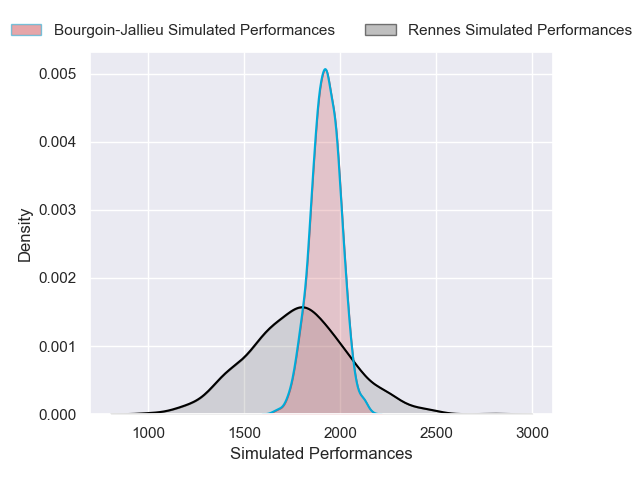 Bourgoin-Jallieu Simulated Performances
Rennes Simulated Performances
0.005
0.004
0.003
0.002
0.001
0.000
Density
1000
1500
2000
2500
3000
Simulated Performances